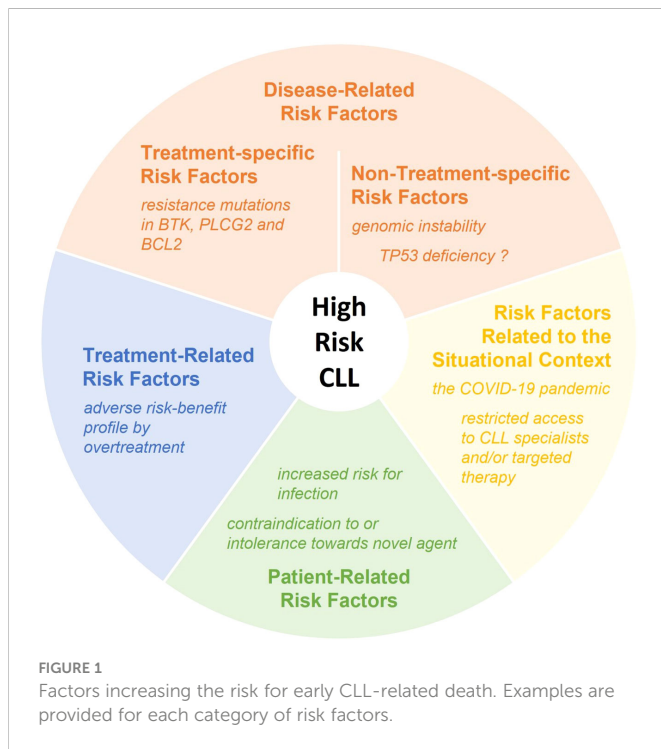 Disease-Related
Risk Factors
Treatment-specific
Risk Factors
resistance mutations
in BTK, PLCG2 and
BCL2
Non-Treatment-specific
Risk Factors
genomic instability
TP53 deficiency ?
High
Risk
CLL
Risk Factors
Related to the
Situational Context
the COVID-19 pandemic
restricted access
to CLL specialists
and/or targeted
therapy
Treatment-Related
Risk Factors
adverse risk-benefit
profile by
overtreatment
increased risk for
infection
contraindication to or
intolerance towards novel agent
Patient-Related
Risk Factors
FIGURE 1
Factors increasing the risk for early CLL-related death. Examples are
provided for each category of risk factors.